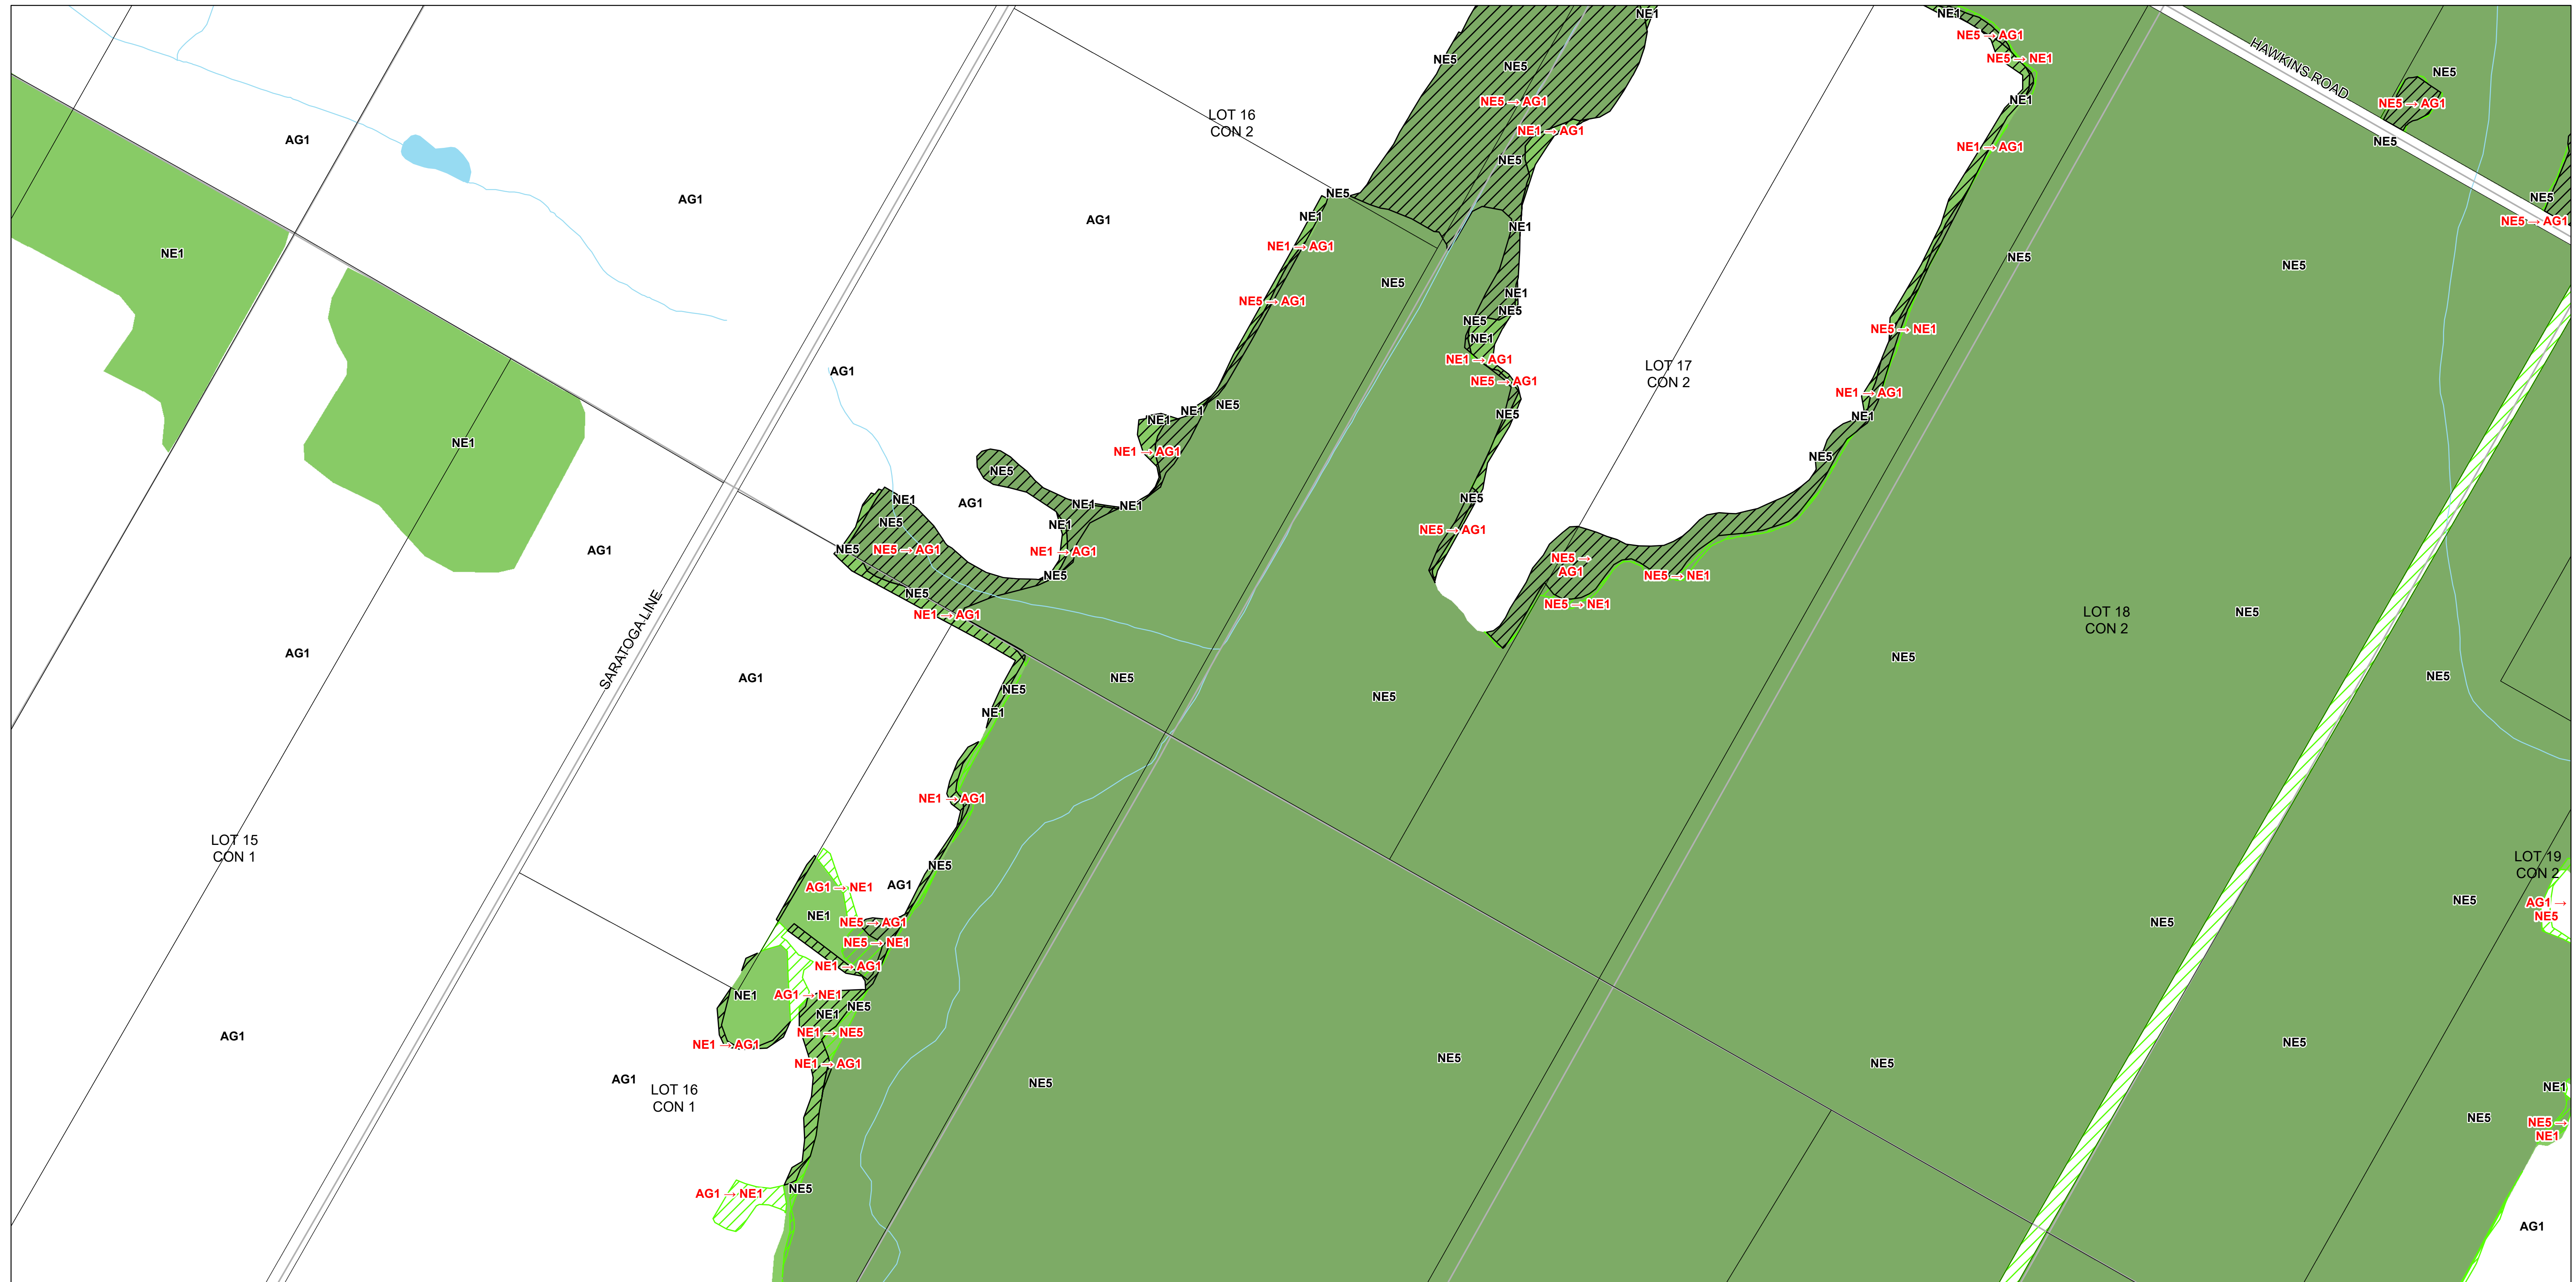 NE1
NE1
NE5 → AG1
HAWKINS ROAD
NE5
NE5 → NE1
NE5
NE5
NE1
NE5 → AG1
NE5 → AG1
LOT 16
CON 2
NE1 → AG1
AG1
NE5
NE1 → AG1
NE5
AG1
NE5
NE5
AG1
NE1
NE5 → AG1
NE1
NE1
NE1 → AG1
NE5
NE5
NE5
NE1
NE5 → AG1
NE1
NE5
NE5
NE5 → NE1
NE1
NE1 → AG1
LOT 17
CON 2
AG1
NE5 → AG1
NE1 → AG1
NE5
NE1
NE1
NE5
NE1
NE1
NE1 → AG1
NE5
NE5
NE1
AG1
NE1
NE1
NE5
NE5
NE1
NE5 → AG1
NE5
AG1
NE5 → AG1
NE1 → AG1
NE5 →
AG1
NE5
NE5 → NE1
NE5
NE5 → NE1
NE1 → AG1
LOT 18
CON 2
NE5
SARATOGA LINE
AG1
NE5
AG1
NE5
NE5
NE5
NE5
NE1
NE1 → AG1
LOT 15
CON 1
NE5
LOT 19
CON 2
AG1 → NE1
AG1
NE5
AG1 →
NE5
NE1
NE5 → AG1
NE5
NE5 → NE1
NE1 → AG1
NE1
AG1 → NE1
NE5
NE1
AG1
NE1 → NE5
NE5
NE1 → AG1
NE1 → AG1
NE5
NE5
AG1
NE5
NE1
LOT 16
CON 1
NE5
NE5 →
NE1
AG1 → NE1
NE5
AG1